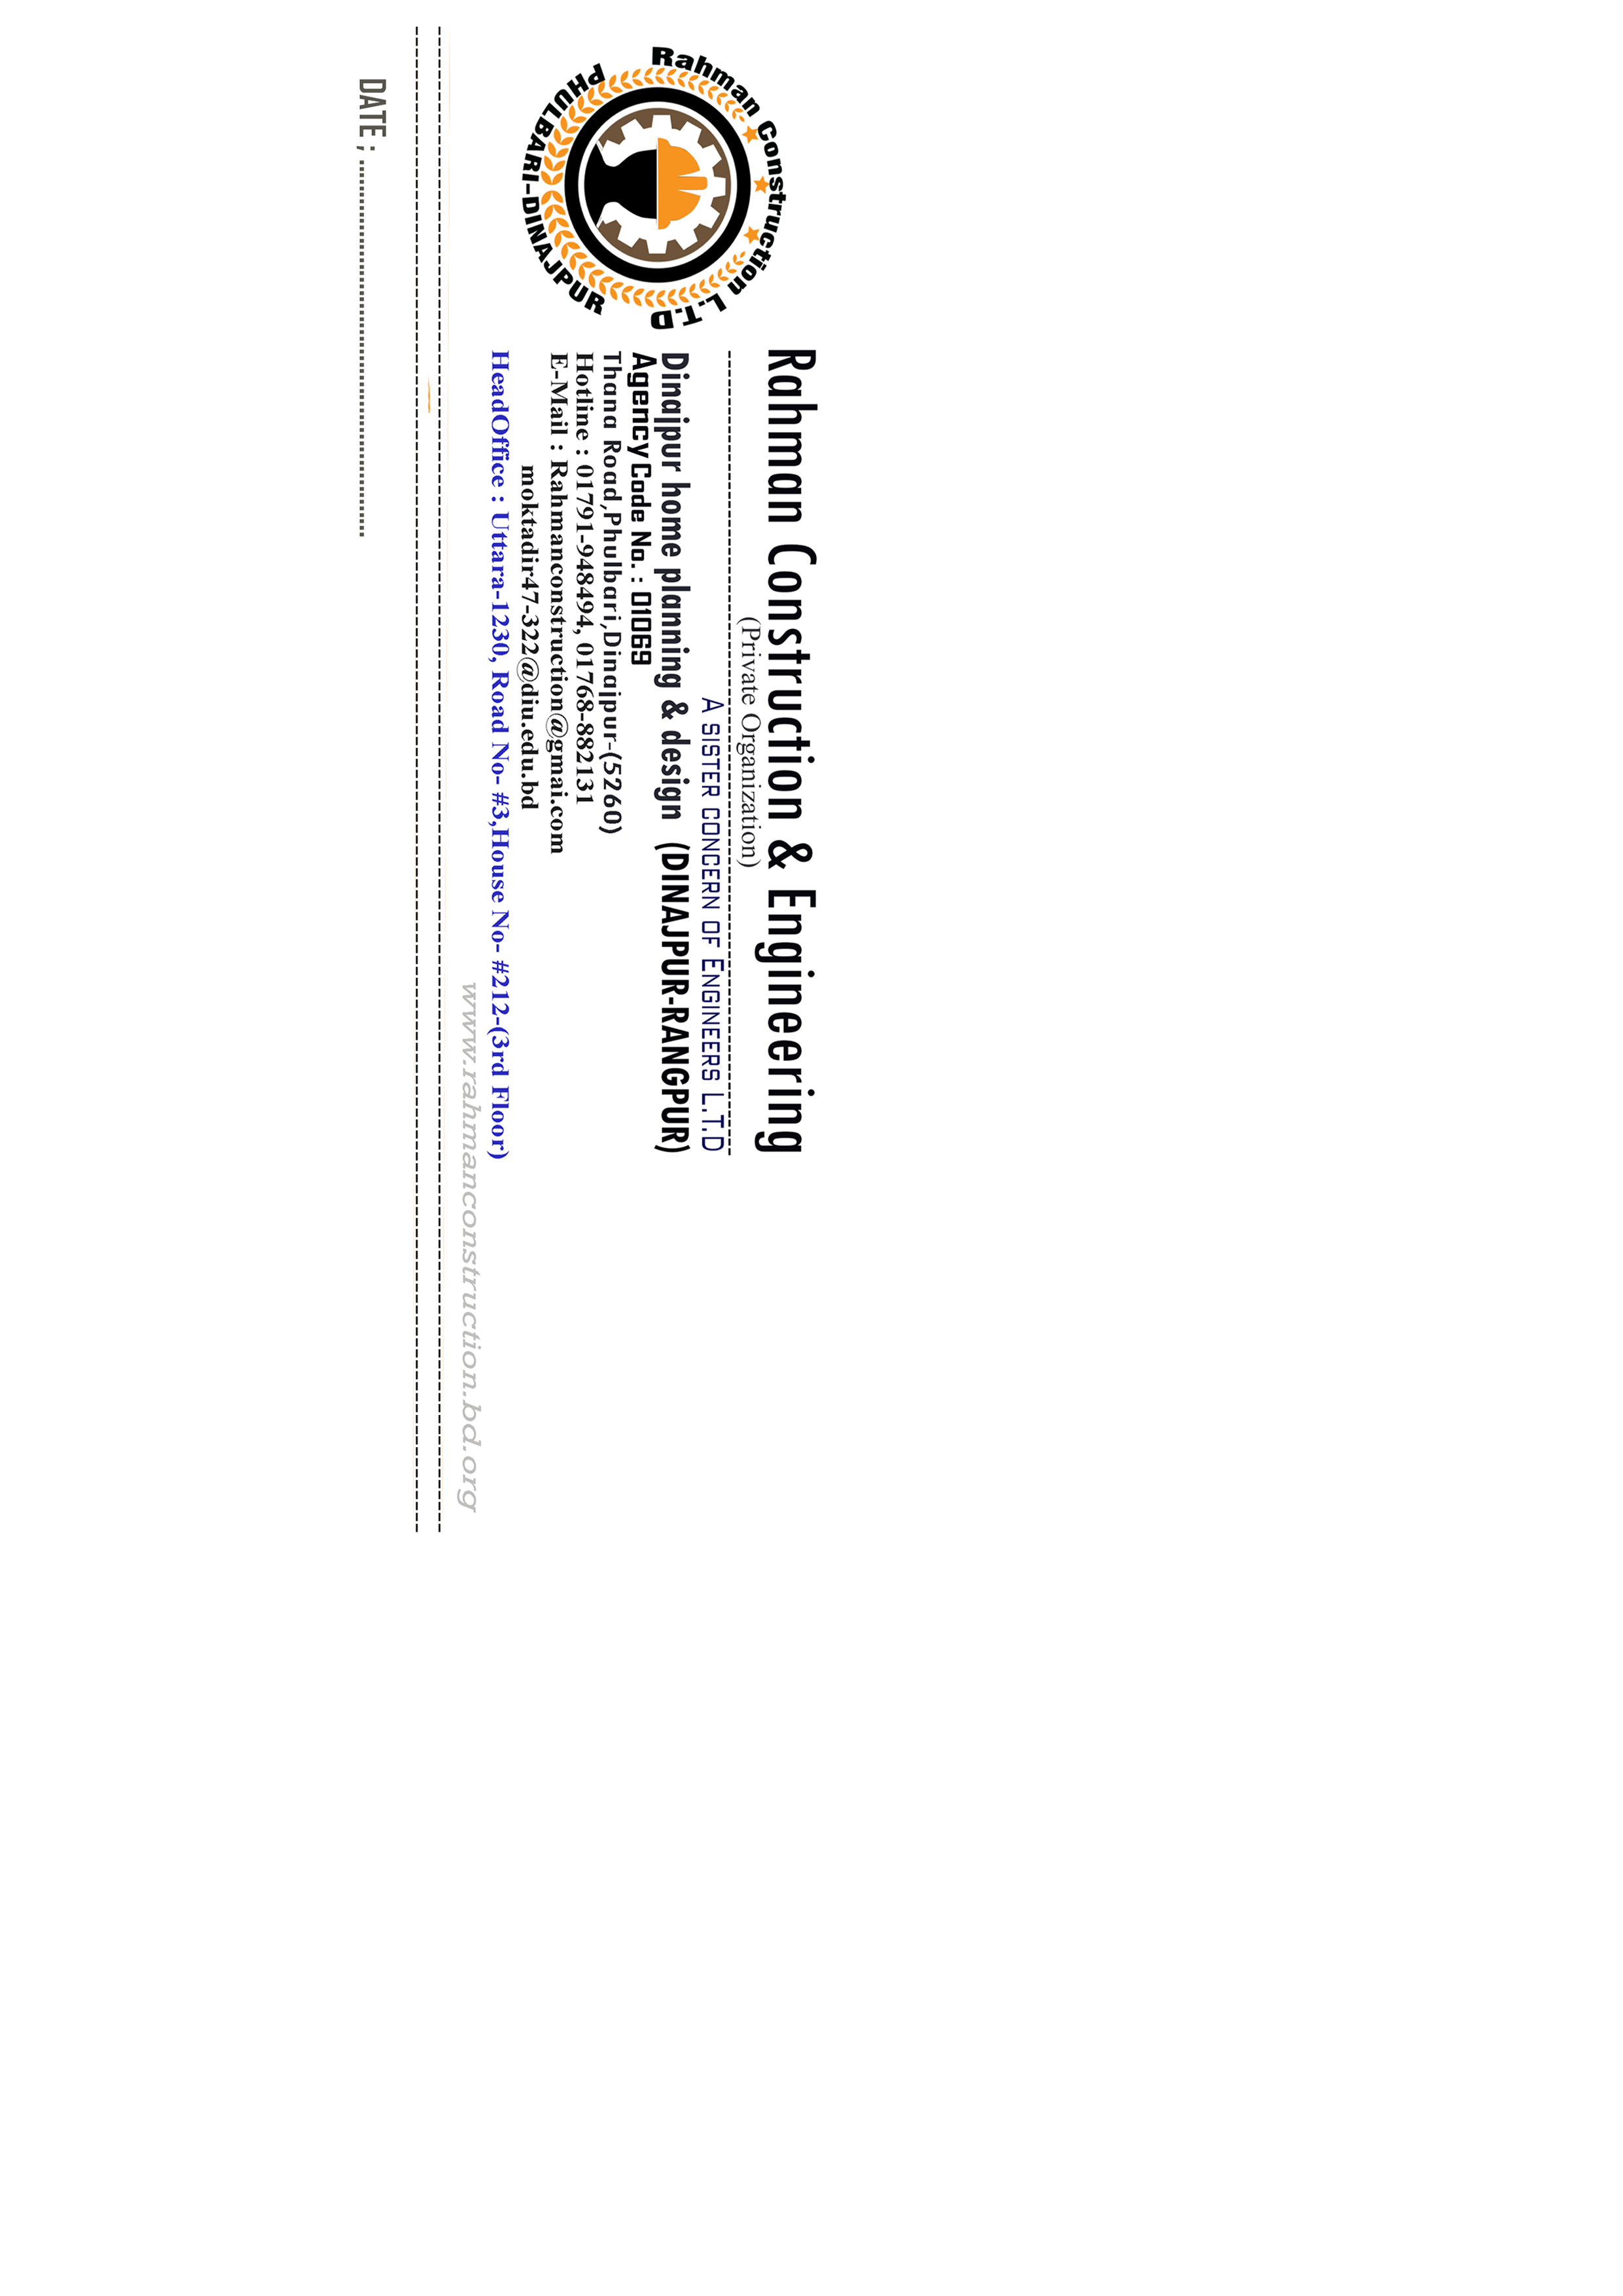 Rahman Construction L.T.D
PHULBARI-DINAJPUR
Rahman Construction & Engineering
(Private Organization)
A SISTER CONCERN OF ENGINEERS L.T.D
Dinajpur home planning & design (DINAJPUR-RANGPUR)
Agency Code No. : 01069
Thana Road,Phulbari,Dinajpur-(5260)
Hotline : 01791-948494, 01768-882131
E-Mail : Rahmanconstruction@gmai.com
moktadir47-322@diu.edu.bd
HeadOffice : Uttara-1230, Road No- #3,House No- #212-(3rd Floor)
www.rahmanconstruction.bd.org
DATE ;